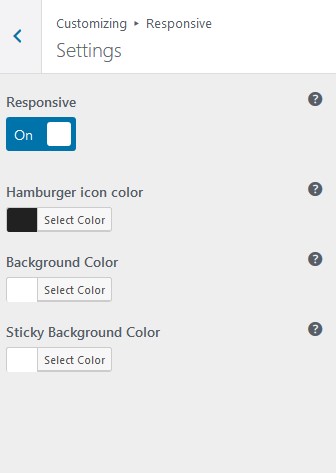 Customizing ▸ Responsive
Settings
Responsive
On
Hamburger icon color
Select Color
Background Color
Select Color
Sticky Background Color
Select Color